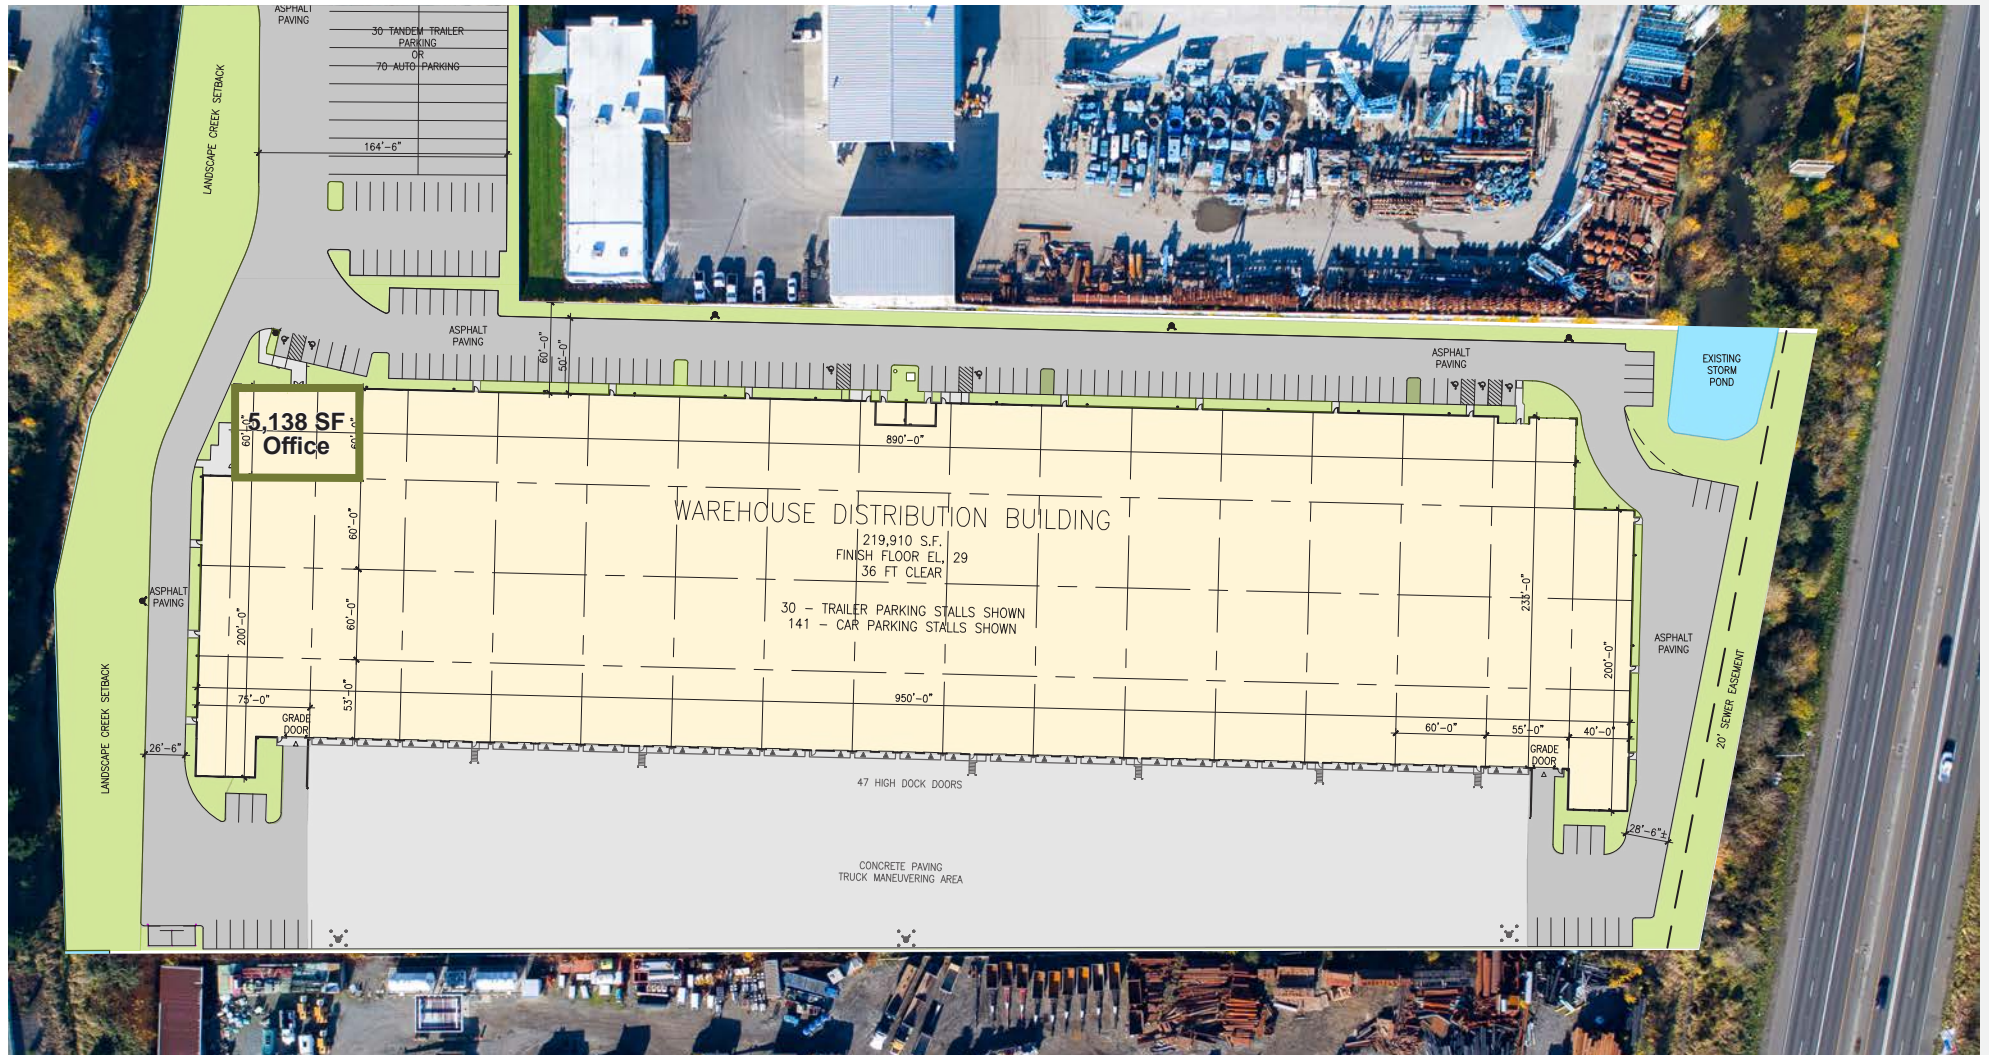 ASPHALT
PAVING
30 TANDEM TRAILER
PARKING
OR
70 AUTO PARKING
LANDSCAPE CREEK SETBACK
164'-6"
ASPHALT
PAVING
60'-0"
50'-0"
ASPHALT
PAVING
EXISTING
STORM
POND
5,138 SF
Office
60'-0"
60'-0"
890'-0"
WAREHOUSE DISTRIBUTION BUILDING
219,910 S.F.
FINISH FLOOR EL, 29
36 FT CLEAR
30 - TRAILER PARKING STALLS SHOWN
141 - CAR PARKING STALLS SHOWN
60'-0"
60'-0"
53'-0"
200'-0"
233'-0"
200'-0"
ASPHALT
PAVING
ASPHALT
PAVING
LANDSCAPE CREEK SETBACK
20' SEWER EASEMENT
75'-0"
950'-0"
GRADE
DOOR
60'-0"
55'-0"
40'-0"
GRADE
DOOR
26'-6"
28'-6"±
47 HIGH DOCK DOORS
CONCRETE PAVING
TRUCK MANEUVERING AREA